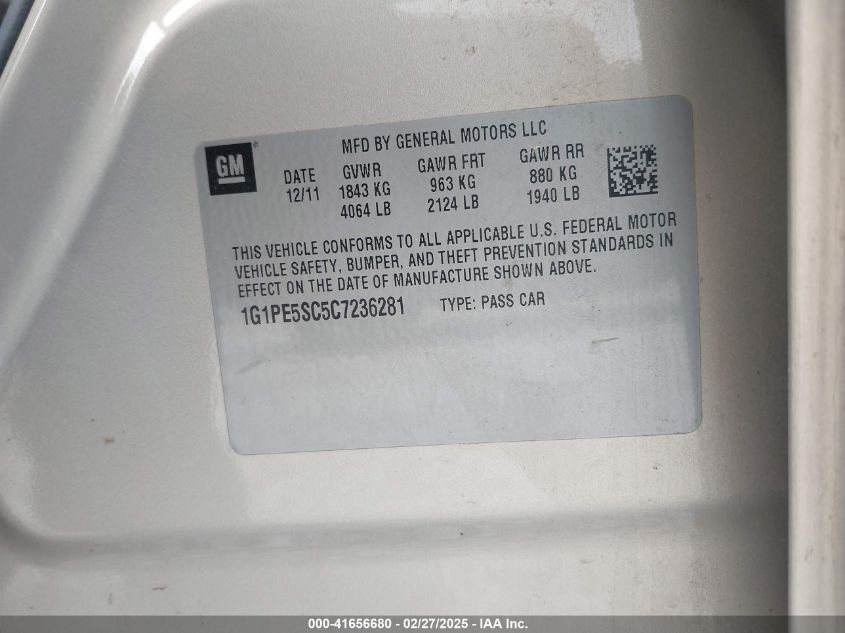 GM
MFD BY GENERAL MOTORS LLC
DATE GVWR GAWR FRT GAWR RR
12/11 1843 KG 963 KG 880 KG
4064 LB 2124 LB 1940 LB
THIS VEHICLE CONFORMS TO ALL APPLICABLE U.S. FEDERAL MOTOR
VEHICLE SAFETY, BUMPER, AND THEFT PREVENTION STANDARDS IN
EFFECT ON THE DATE OF MANUFACTURE SHOWN ABOVE.
1G1PE5SC5C7236281 TYPE: PASS CAR
000-41656680 - 02/27/2025 - IAA Inc.